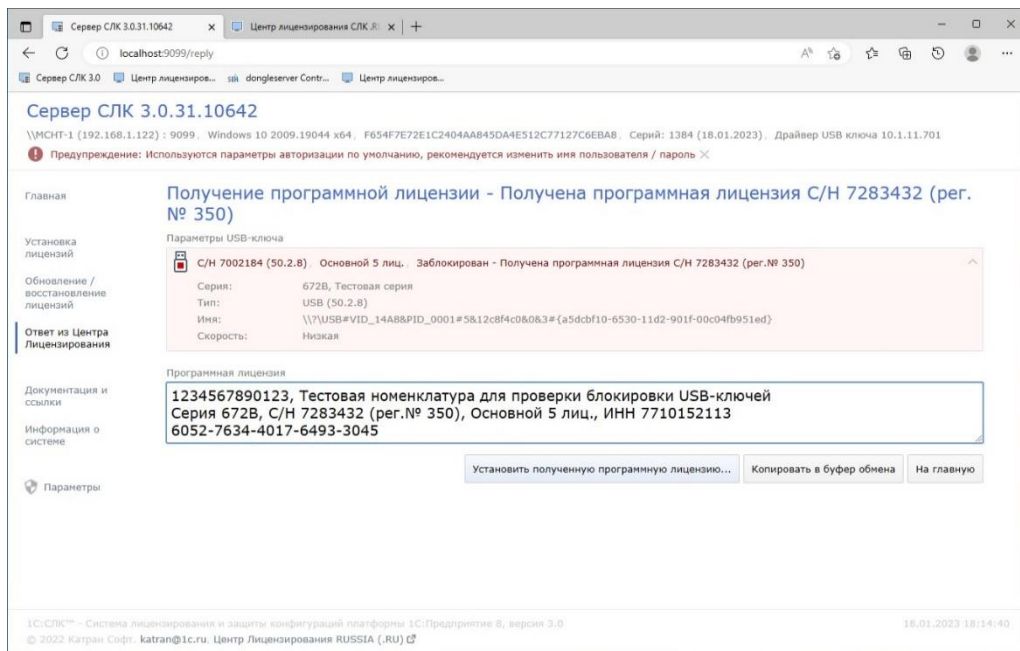 Сервер СЛК 3.0.31.10642
Центр лицензирования СЛК
localhost:9099/reply
Сервер СЛК 3.0 Центр лицензиров... dongleserver Contr... Центр лицензиров...
Сервер СЛК 3.0.31.10642
\\MCHT-1 (192.168.1.122) : 9099, Windows 10 2009.19044 x64, F654F7E72E1C2404AA845DA4E512C77127C6EBA8, Серий: 1384 (18.01.2023), Драйвер USB ключа 10.1.11.701
Предупреждение: Используются параметры авторизации по умолчанию, рекомендуется изменить имя пользователя / пароль
Главная
Установка
лицензий
Обновление /
восстановление
лицензий
Ответ из Центра
Лицензирования
Документация и
ссылки
Информация о
системе
Параметры
Получение программной лицензии - Получена программная лицензия С/Н 7283432 (рег.
№ 350)
Параметры USB-ключа
С/Н 7002184 (50.2.8), Основной 5 лиц., Заблокирован - Получена программная лицензия С/Н 7283432 (рег.№ 350)
Серия: 672B, Тестовая серия
Тип: USB (50.2.8)
Имя: \\?\USB#VID_14A8&PID_0001#5&12c8f4c0&0&3#{a5dcbf10-6530-11d2-901f-00c04fb951ed}
Скорость: Низкая
Программная лицензия
1234567890123, Тестовая номенклатура для проверки блокировки USB-ключей
Серия 672B, С/Н 7283432 (рег.№ 350), Основной 5 лиц., ИНН 7710152113
6052-7634-4017-6493-3045
Установить полученную программную лицензию... Копировать в буфер обмена На главную
1С:СЛК™ - Система лицензирования и защиты конфигураций платформы 1С:Предприятие 8, версия 3.0 18.01.2023 18:14:40
© 2022 Катран Софт. katran@1c.ru. Центр Лицензирования RUSSIA (.RU)